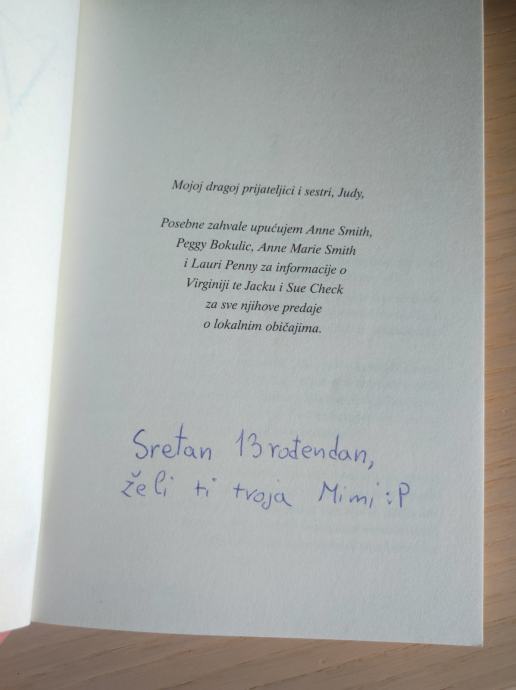 Mojoj dragoj prijateljici i sestri, Judy,
Posebne zahvale upućujem Anne Smith,
Peggy Bokulic, Anne Marie Smith
i Lauri Penny za informacije o
Virginiji te Jacku i Sue Check
za sve njihove predaje
o lokalnim običajima.
Sretan 13 rođendan,
želi ti tvoja Mimi :P